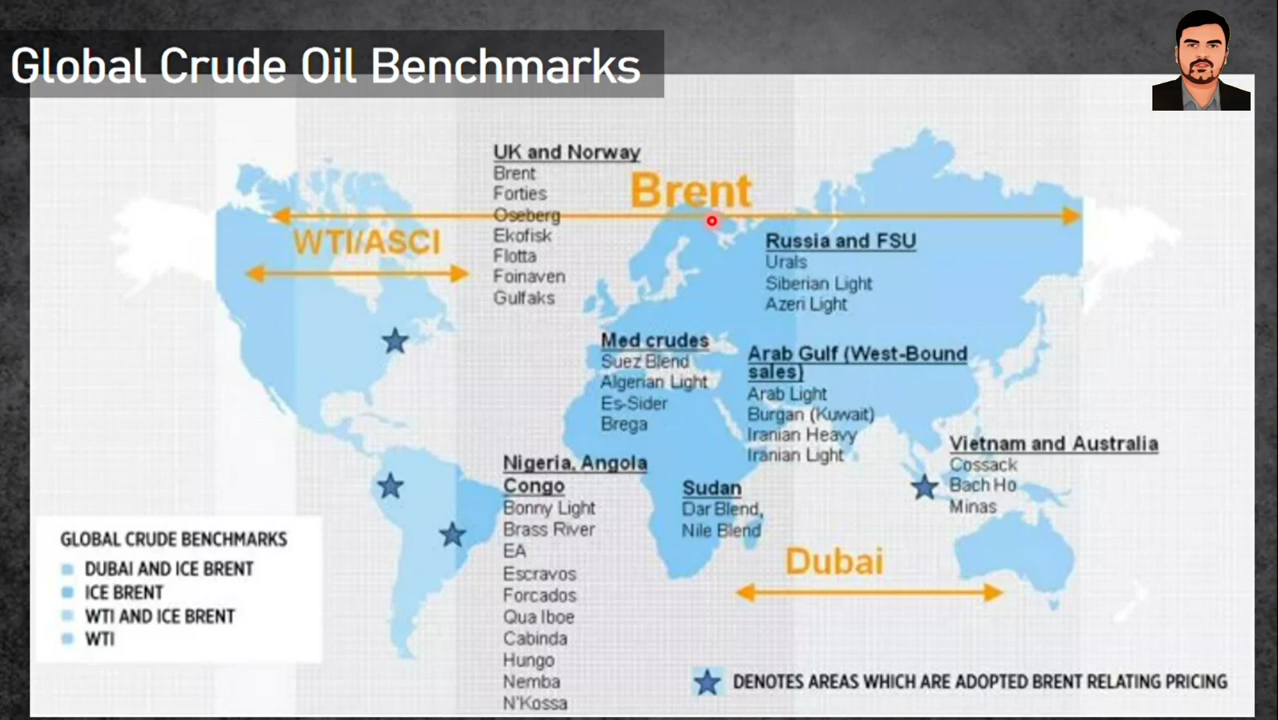 Global Crude Oil Benchmarks
UK and Norway
Brent
Forties
Oseberg
Ekofisk
Flotta
Foinaven
Gulfaks
Brent
WTI/ASCI
Russia and FSU
Urals
Siberian Light
Azeri Light
Med crudes
Suez Blend
Algerian Light
Es-Sider
Brega
Arab Gulf (West-Bound
sales)
Arab Light
Burgan (Kuwait)
Iranian Heavy
Iranian Light
Vietnam and Australia
Cossack
Bach Ho
Minas
Nigeria, Angola
Congo
Bonny Light
Brass River
EA
Escravos
Forcados
Qua Iboe
Cabinda
Hungo
Nemba
N'Kossa
Sudan
Dar Blend,
Nile Blend
Dubai
GLOBAL CRUDE BENCHMARKS
DUBAI AND ICE BRENT
ICE BRENT
WTI AND ICE BRENT
WTI
DENOTES AREAS WHICH ARE ADOPTED BRENT RELATING PRICING